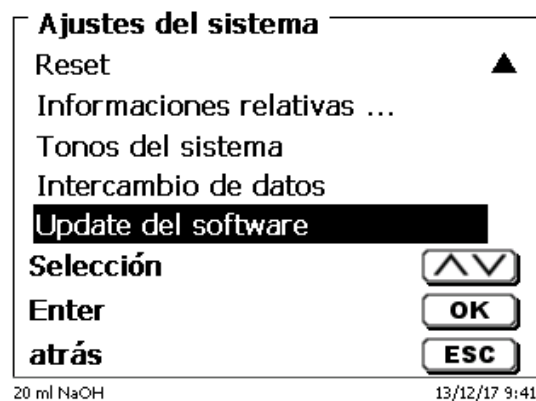 Ajustes del sistema
Reset
Informaciones relativas ...
Tonos del sistema
Intercambio de datos
Update del software
Selección
Enter OK
atrás ESC
20 ml NaOH 13/12/17 9:41